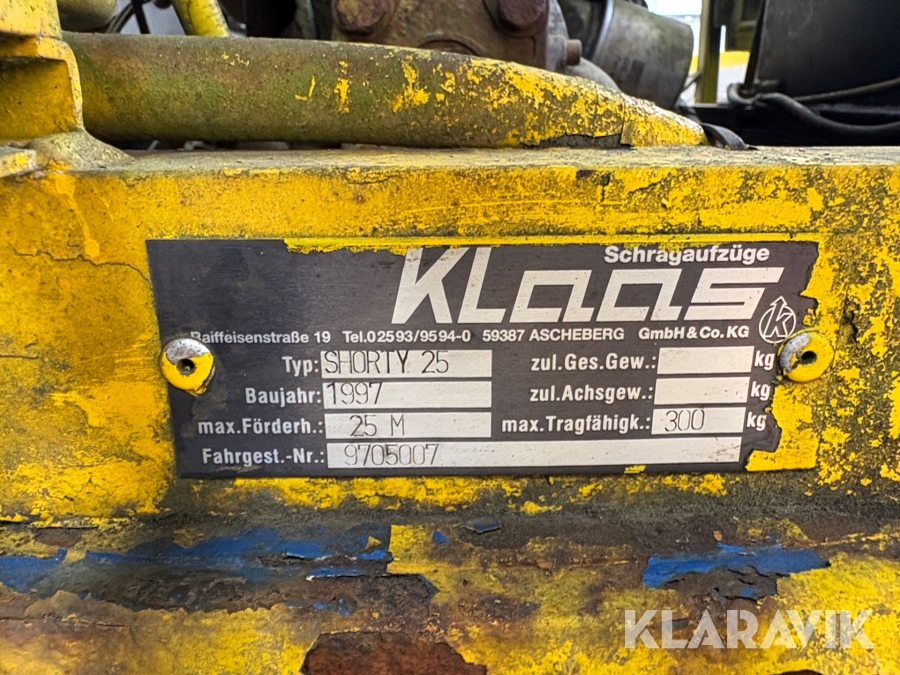 Schrägaufzüge
KLaas
Raiffeisenstraße 19 Tel.02593/9594-0 59387 ASCHEBERG GmbH & Co. KG
Typ: SHORTY 25 zul.Ges.Gew.: kg
Baujahr: 1997 zul.Achsgew.: kg
max.Förderh.: 25 M max.Tragfähigk.: 300 kg
Fahrgest.-Nr.: 9705007
KLARAVIK